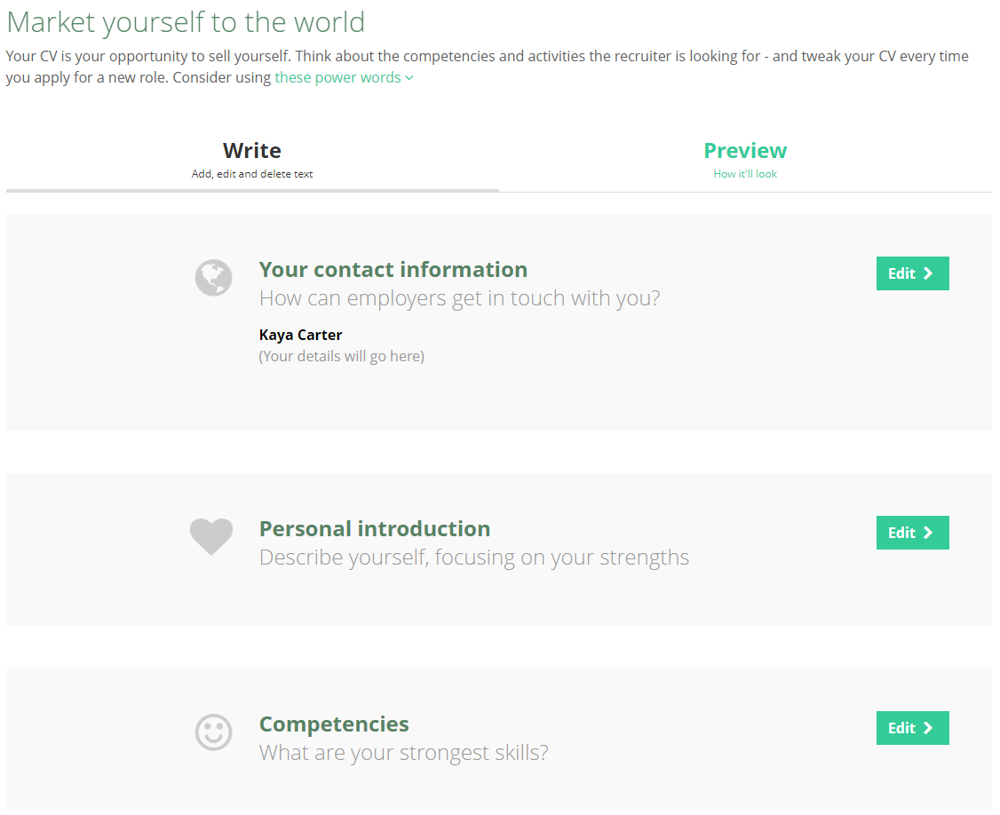 Market yourself to the world
Your CV is your opportunity to sell yourself. Think about the competencies and activities the recruiter is looking for - and tweak your CV every time
you apply for a new role. Consider using these power words
Write
Add, edit and delete text
Preview
How it'll look
Your contact information
How can employers get in touch with you?
Edit
Kaya Carter
(Your details will go here)
Personal introduction
Describe yourself, focusing on your strengths
Edit
Competencies
What are your strongest skills?
Edit